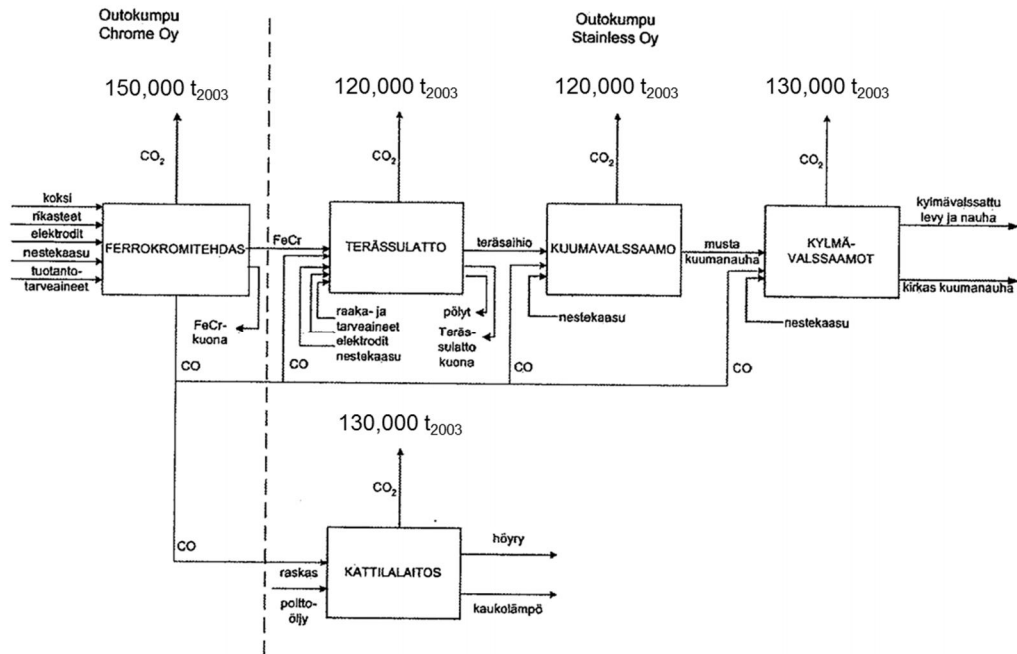 Outokumpu
Chrome Oy
Outokumpu
Stainless Oy
150,000 t2003
120,000 t2003
120,000 t2003
130,000 t2003
CO2
CO2
CO2
CO2
koksi
rikasteet
elektrodit
nestekaasu
tuotanto-
tarveaineet
FERROKROMITEHDAS
FeCr
TERÄSSULATTO
teräsaihio
KUUMAVALSSAAMO
musta
kuumanauha
KYLMÄ-
VALSSAAMOT
kylmävalssattu
levy ja nauha
kirkas kuumanauha
FeCr-
kuona
raaka- ja
tarveaineet
elektrodit
nestekaasu
pölyt
Teräs-
sulatto
kuona
nestekaasu
nestekaasu
CO
CO
CO
CO
130,000 t2003
CO2
CO
raskas
poltto-
öljy
KATTILALAITOS
höyry
kaukolämpö